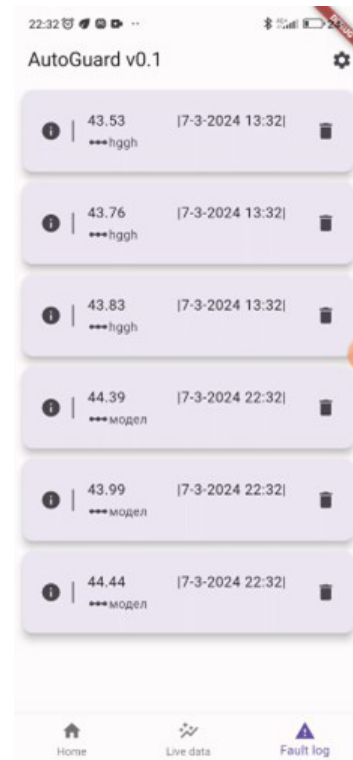 22:32
AutoGuard v0.1
43.53 |7-3-2024 13:32|
•••hggh
43.76 |7-3-2024 13:32|
•••hggh
43.83 |7-3-2024 13:32|
•••hggh
44.39 |7-3-2024 22:32|
•••модел
43.99 |7-3-2024 22:32|
•••модел
44.44 |7-3-2024 22:32|
•••модел
Home Live data Fault log